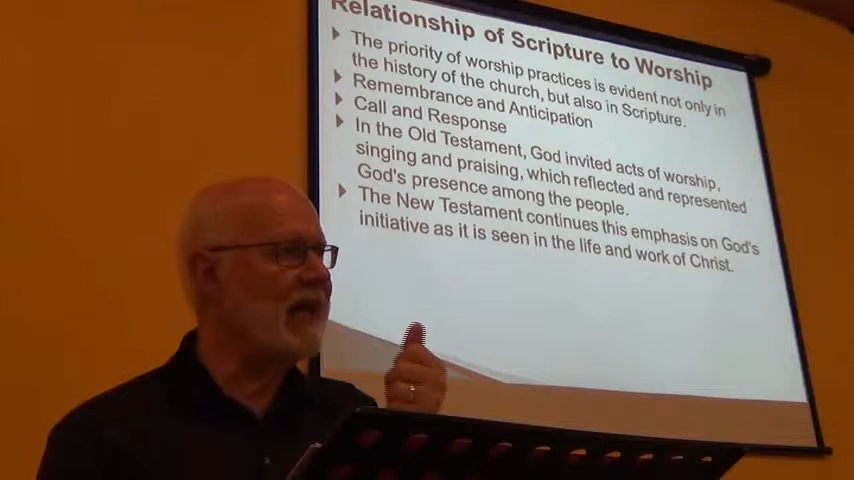 Relationship of Scripture to Worship
The priority of worship practices is evident not only in
the history of the church, but also in Scripture.
Remembrance and Anticipation
Call and Response
In the Old Testament, God invited acts of worship,
singing and praising, which reflected and represented
God's presence among the people.
The New Testament continues this emphasis on God's
initiative as it is seen in the life and work of Christ.